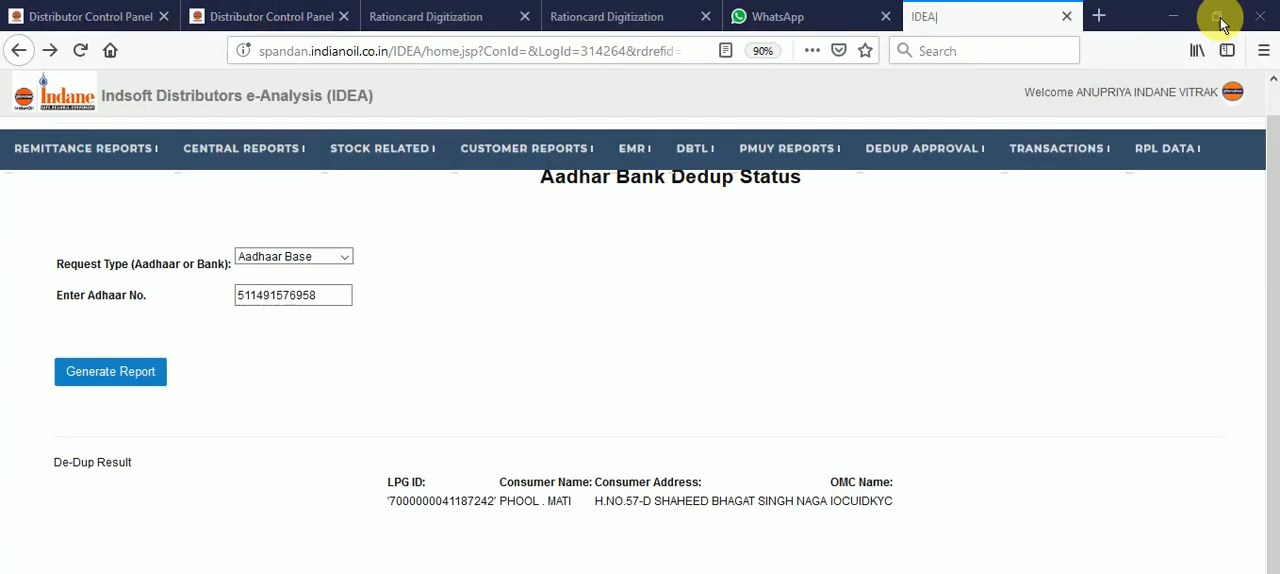 Distributor Control Panel
Distributor Control Panel
Rationcard Digitization
Rationcard Digitization
WhatsApp
IDEA|
spandan.indianoil.co.in/IDEA/home.jsp?ConId=&LogId=314264&rdrefid=
90%
Search
Indane
Indsoft Distributors e-Analysis (IDEA)
Welcome ANUPRIYA INDANE VITRAK
REMITTANCE REPORTS
CENTRAL REPORTS
STOCK RELATED
CUSTOMER REPORTS
EMR
DBTL
PMUY REPORTS
DEDUP APPROVAL
TRANSACTIONS
RPL DATA
Aadhar Bank Dedup Status
Request Type (Aadhaar or Bank):
Aadhaar Base
Enter Adhaar No.
511491576958
Generate Report
De-Dup Result
LPG ID: Consumer Name: Consumer Address: OMC Name:
'7000000041187242' PHOOL . MATI H.NO.57-D SHAHEED BHAGAT SINGH NAGA IOCUIDKYC